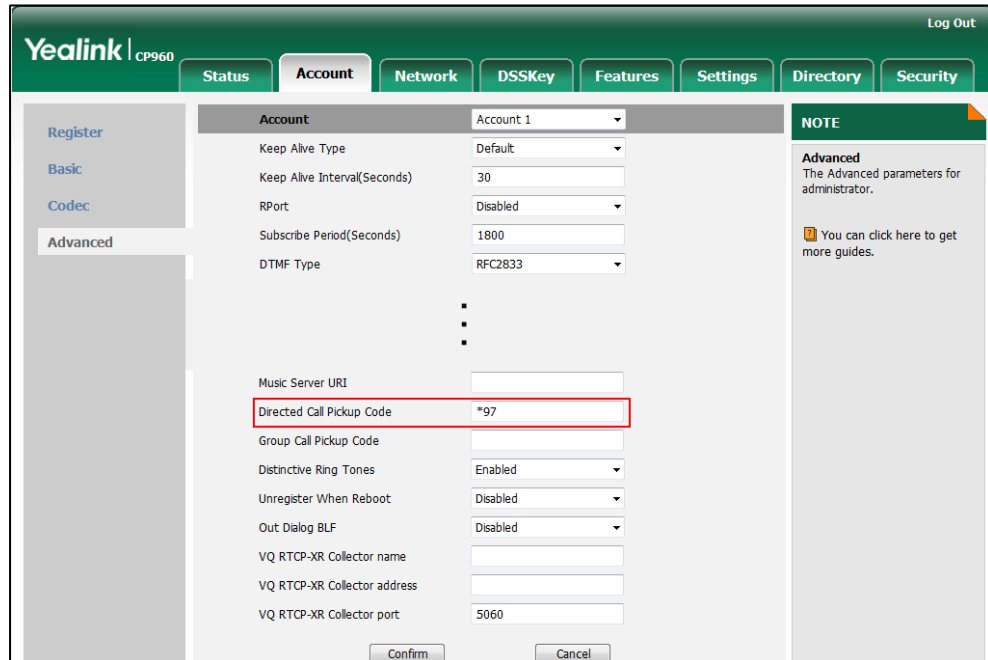 Log Out
Yealink CP960
Status Account Network DSSKey Features Settings Directory Security
Register
Basic
Codec
Advanced
Account Account 1
Keep Alive Type Default
Keep Alive Interval(Seconds) 30
RPort Disabled
Subscribe Period(Seconds) 1800
DTMF Type RFC2833
Music Server URI
Directed Call Pickup Code *97
Group Call Pickup Code
Distinctive Ring Tones Enabled
Unregister When Reboot Disabled
Out Dialog BLF Disabled
VQ RTCP-XR Collector name
VQ RTCP-XR Collector address
VQ RTCP-XR Collector port 5060
Confirm Cancel
NOTE
Advanced
The Advanced parameters for
administrator.
You can click here to get
more guides.